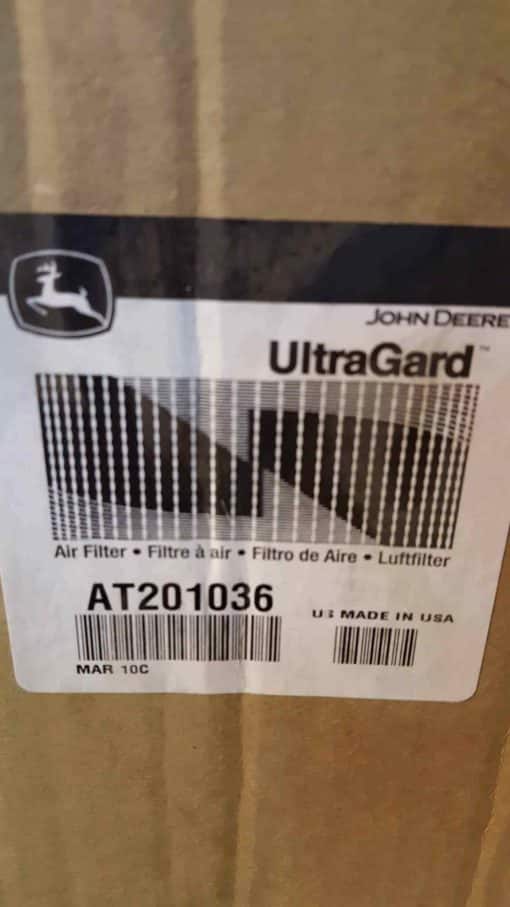 JOHN DEERE
UltraGard™
Air Filter • Filtre à air • Filtro de Aire • Luftfilter
AT201036
MADE IN USA
MAR 10C